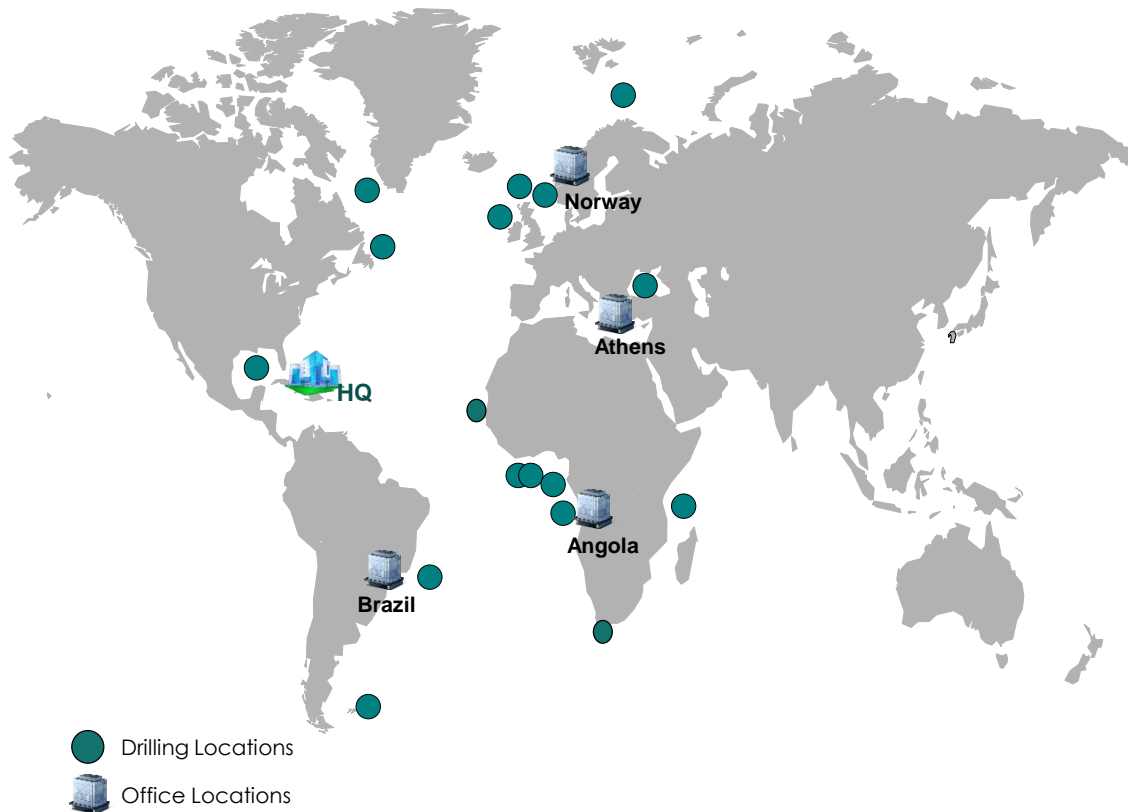 Norway
Athens
HQ
Angola
Brazil
Drilling Locations
Office Locations